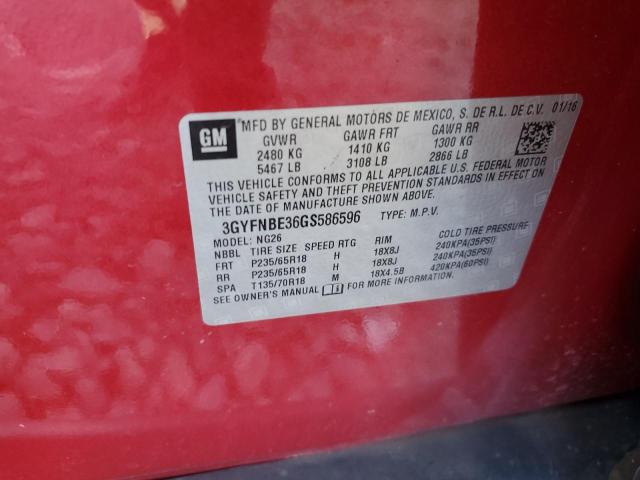 GM
MFD BY GENERAL MOTORS DE MEXICO, S. DE R.L. DE C.V. 01/16
GVWR GAWR FRT GAWR RR
2480 KG 1410 KG 1300 KG
5467 LB 3108 LB 2866 LB
THIS VEHICLE CONFORMS TO ALL APPLICABLE U.S. FEDERAL MOTOR
VEHICLE SAFETY AND THEFT PREVENTION STANDARDS IN EFFECT ON
THE DATE OF MANUFACTURE SHOWN ABOVE.
3GYFNBE36GS586596 TYPE: M.P.V.
MODEL: NG26
NBBL TIRE SIZE SPEED RTG RIM COLD TIRE PRESSURE
FRT P235/65R18 H 18X8J 240KPA(35PSI)
RR P235/65R18 H 18X8J 240KPA(35PSI)
SPA T135/70R18 M 18X4.5B 420KPA(60PSI)
SEE OWNER'S MANUAL FOR MORE INFORMATION.